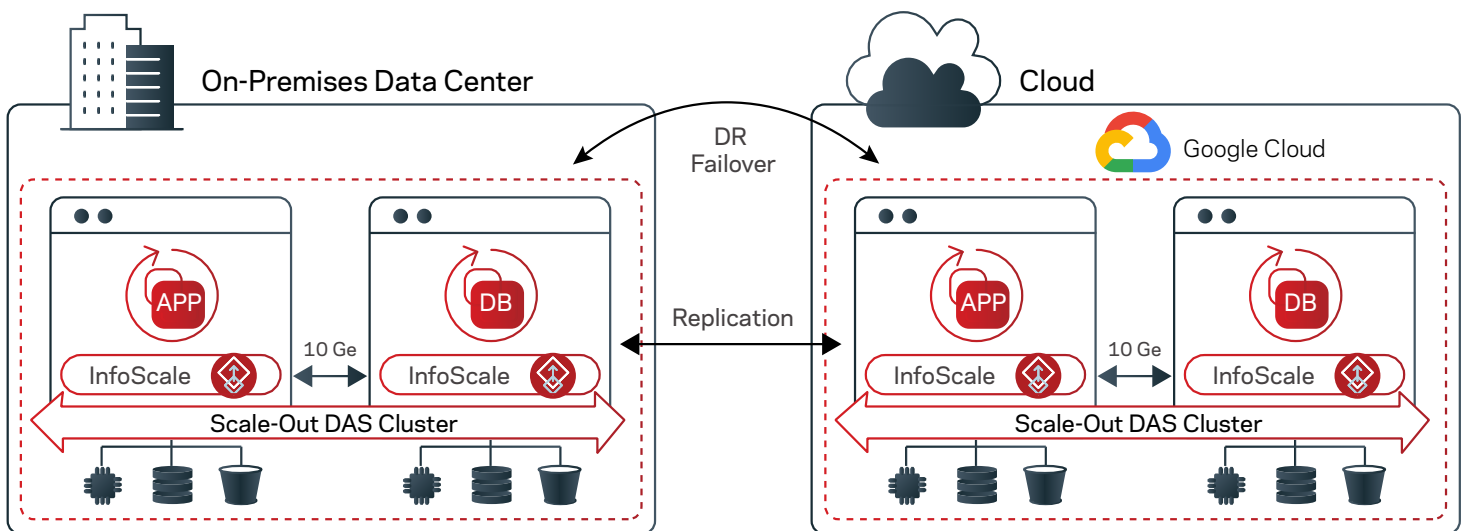 On-Premises Data Center
Cloud
DR
Failover
Google Cloud
APP
DB
APP
DB
Replication
InfoScale
10 Ge
InfoScale
InfoScale
10 Ge
InfoScale
Scale-Out DAS Cluster
Scale-Out DAS Cluster